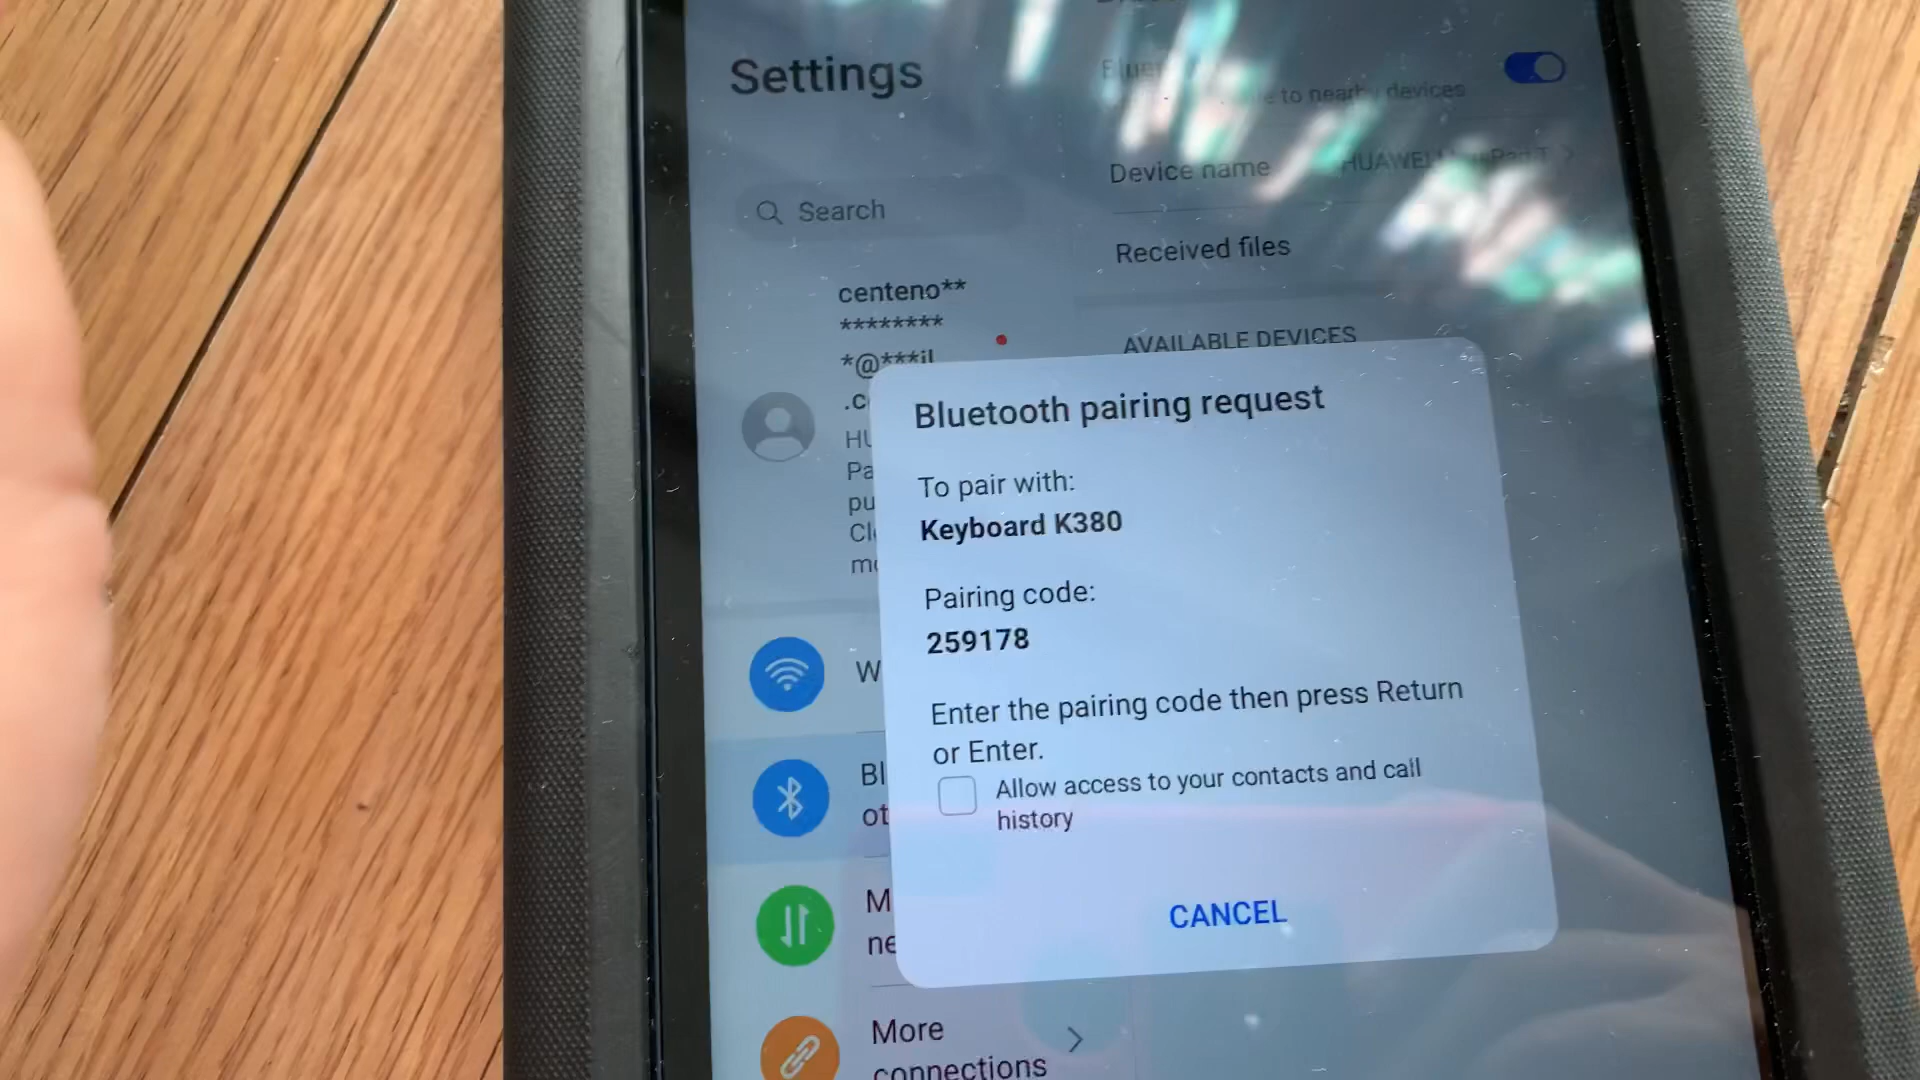 Settings
to nearby devices
Device name
HUAWEI
Search
Received files
centeno**
********
*@***il
.c
AVAILABLE DEVICES
Bluetooth pairing request
To pair with:
Keyboard K380
Pairing code:
259178
Enter the pairing code then press Return
or Enter.
Allow access to your contacts and call
history
CANCEL
HU
Pa
pu
Cl
mo
W
Bl
ot
M
ne
More
connections